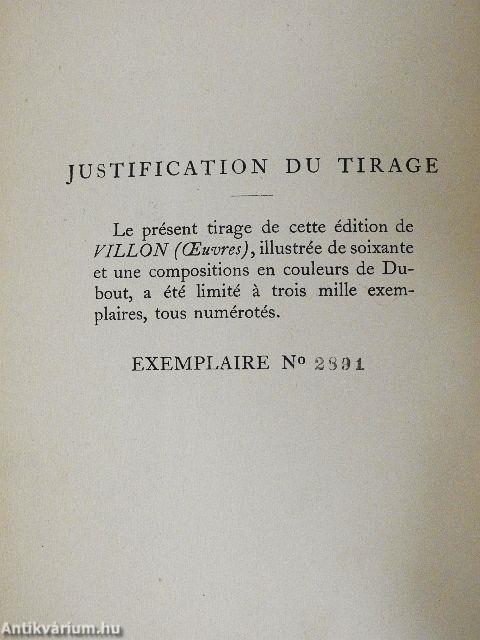 JUSTIFICATION DU TIRAGE
Le présent tirage de cette édition de
VILLON (Œuvres), illustrée de soixante
et une compositions en couleurs de Du-
bout, a été limité à trois mille exem-
plaires, tous numérotés.
EXEMPLAIRE Nº 2891
Antikvárium.hu